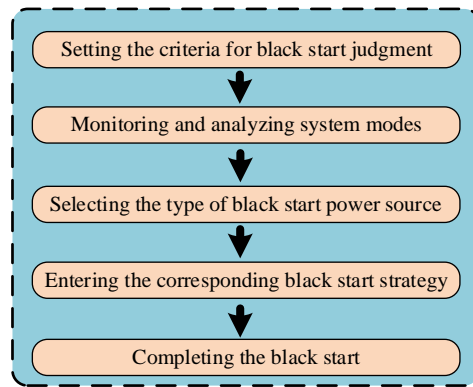 Setting the criteria for black start judgment
Monitoring and analyzing system modes
Selecting the type of black start power source
Entering the corresponding black start strategy
Completing the black start